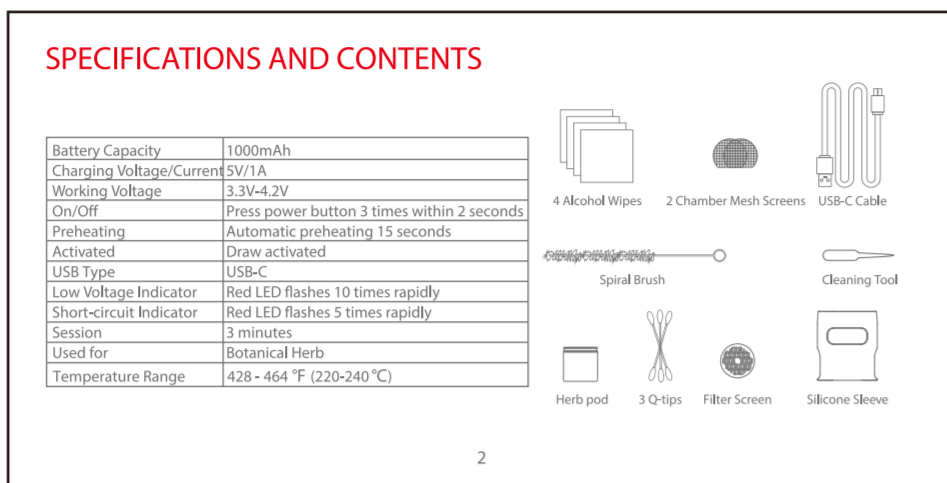 SPECIFICATIONS AND CONTENTS
Battery Capacity 1000mAh
Charging Voltage/Current 5V/1A
Working Voltage 3.3V-4.2V
On/Off Press power button 3 times within 2 seconds
Preheating Automatic preheating 15 seconds
Activated Draw activated
USB Type USB-C
Low Voltage Indicator Red LED flashes 10 times rapidly
Short-circuit Indicator Red LED flashes 5 times rapidly
Session 3 minutes
Used for Botanical Herb
Temperature Range 428 - 464 °F (220-240 °C)
4 Alcohol Wipes 2 Chamber Mesh Screens USB-C Cable
Spiral Brush Cleaning Tool
Herb pod 3 Q-tips Filter Screen Silicone Sleeve
2